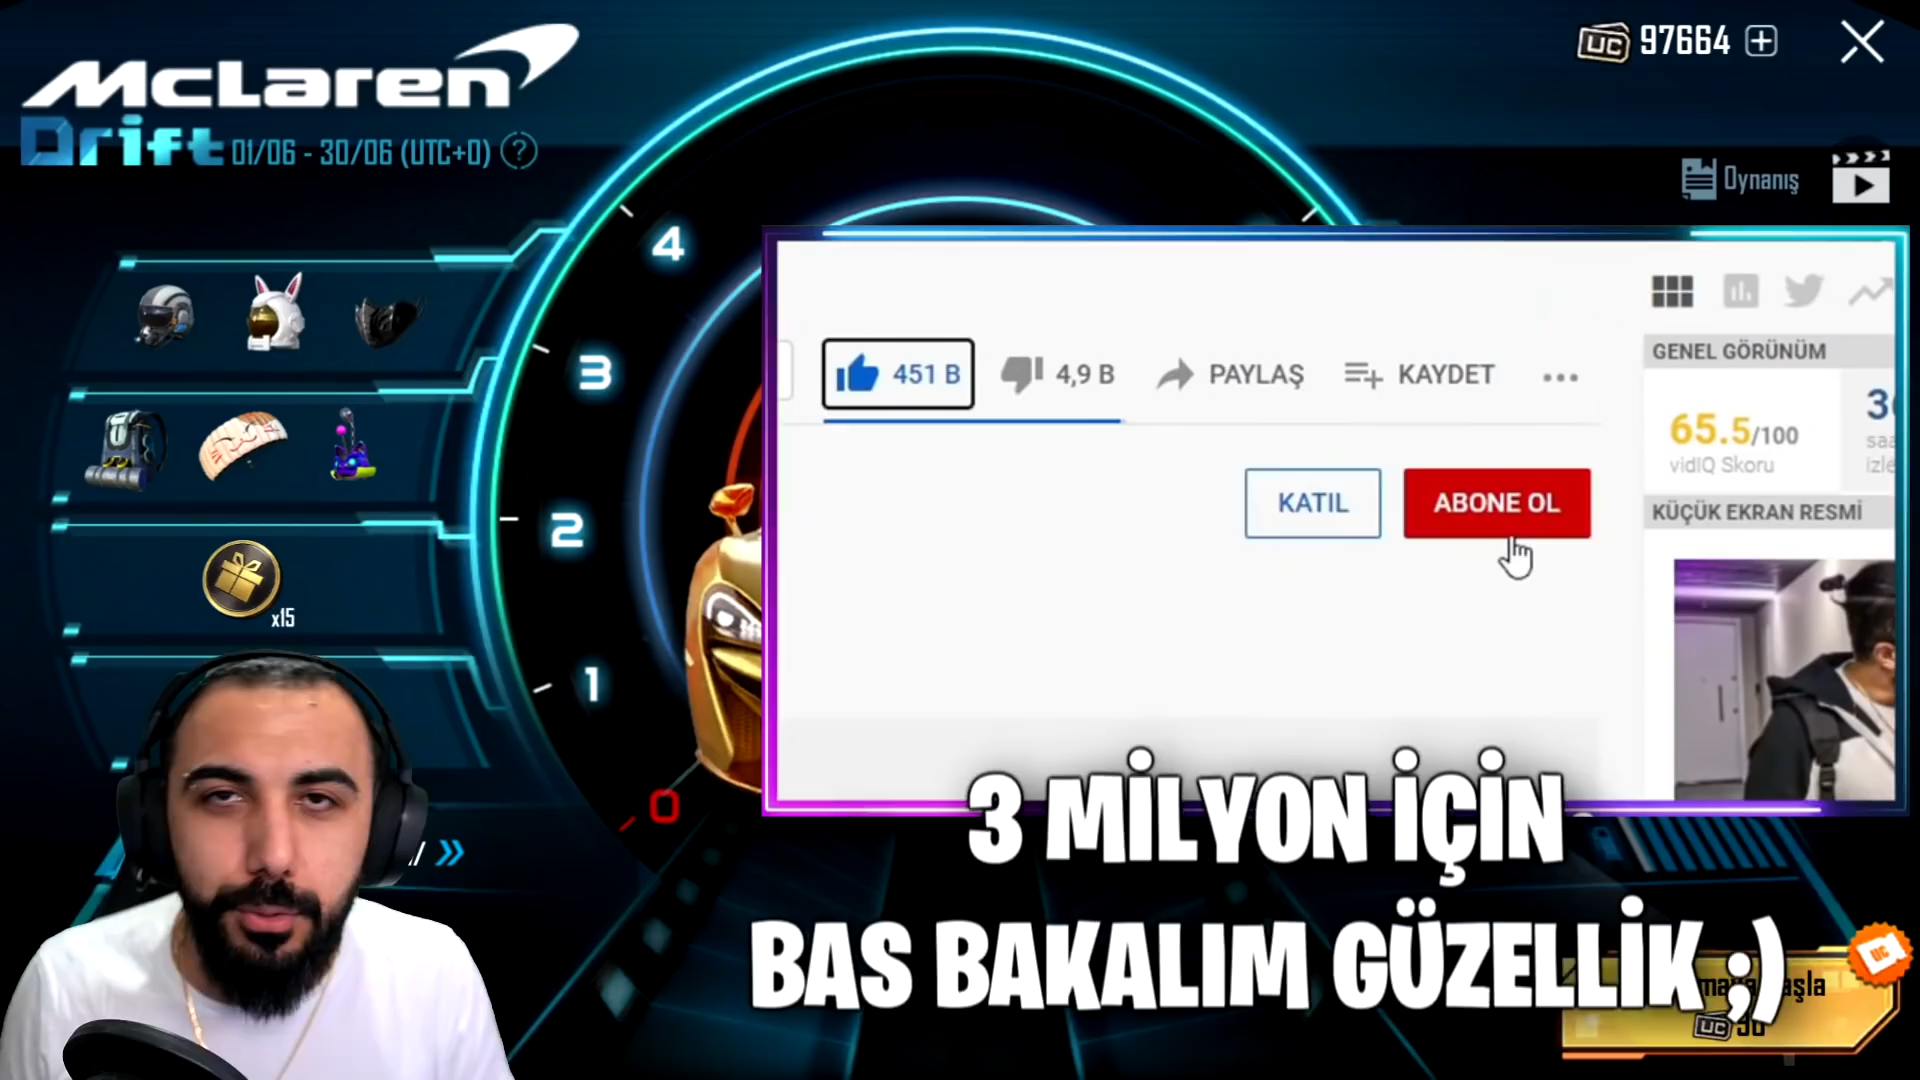 McLaren
UC 97664
Drift 01/06 - 30/06 (UTC+0) ?
Oynanış
4
3
2
1
0
x15
451 B
4,9 B
PAYLAŞ
KAYDET
KATIL
ABONE OL
GENEL GÖRÜNÜM
65.5/100
vidIQ Skoru
KÜÇÜK EKRAN RESMİ
3 MİLYON İÇİN
BAS BAKALIM GÜZELLİK ;)
UC